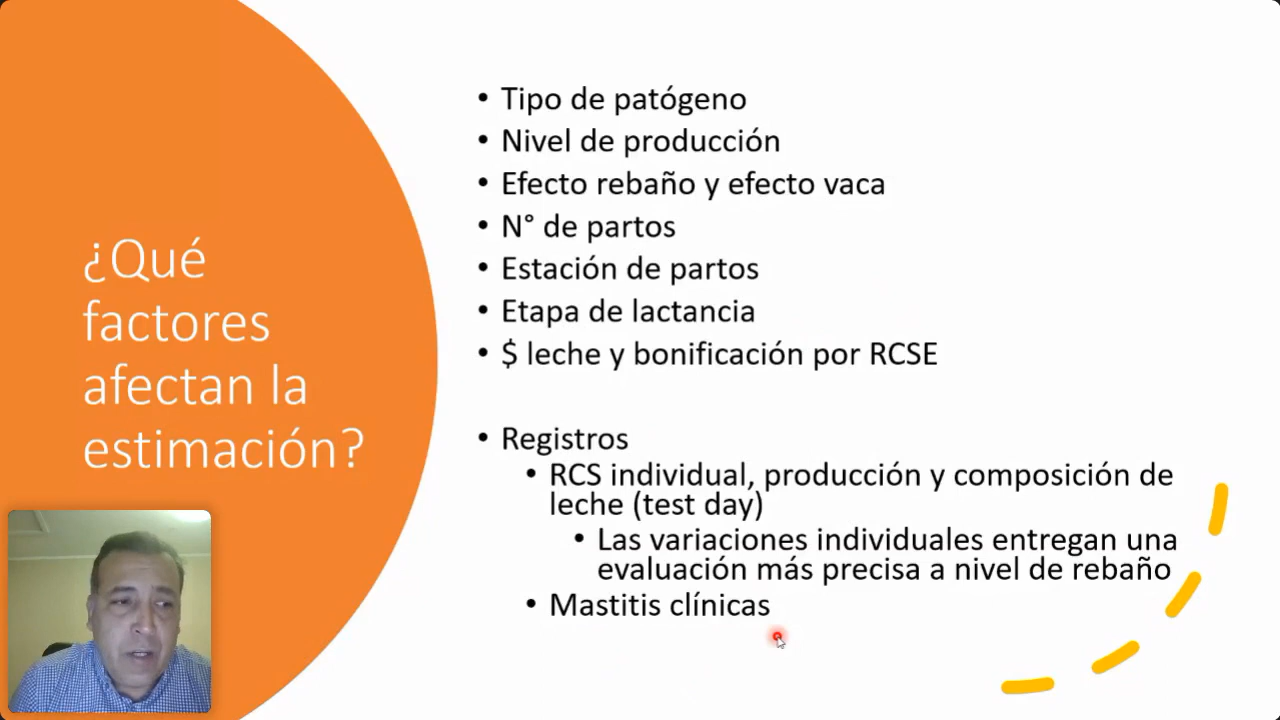 ¿Qué
factores
afectan la
estimación?
• Tipo de patógeno
• Nivel de producción
• Efecto rebaño y efecto vaca
• N° de partos
• Estación de partos
• Etapa de lactancia
• $ leche y bonificación por RCSE
• Registros
• RCS individual, producción y composición de
leche (test day)
• Las variaciones individuales entregan una
evaluación más precisa a nivel de rebaño
• Mastitis clínicas